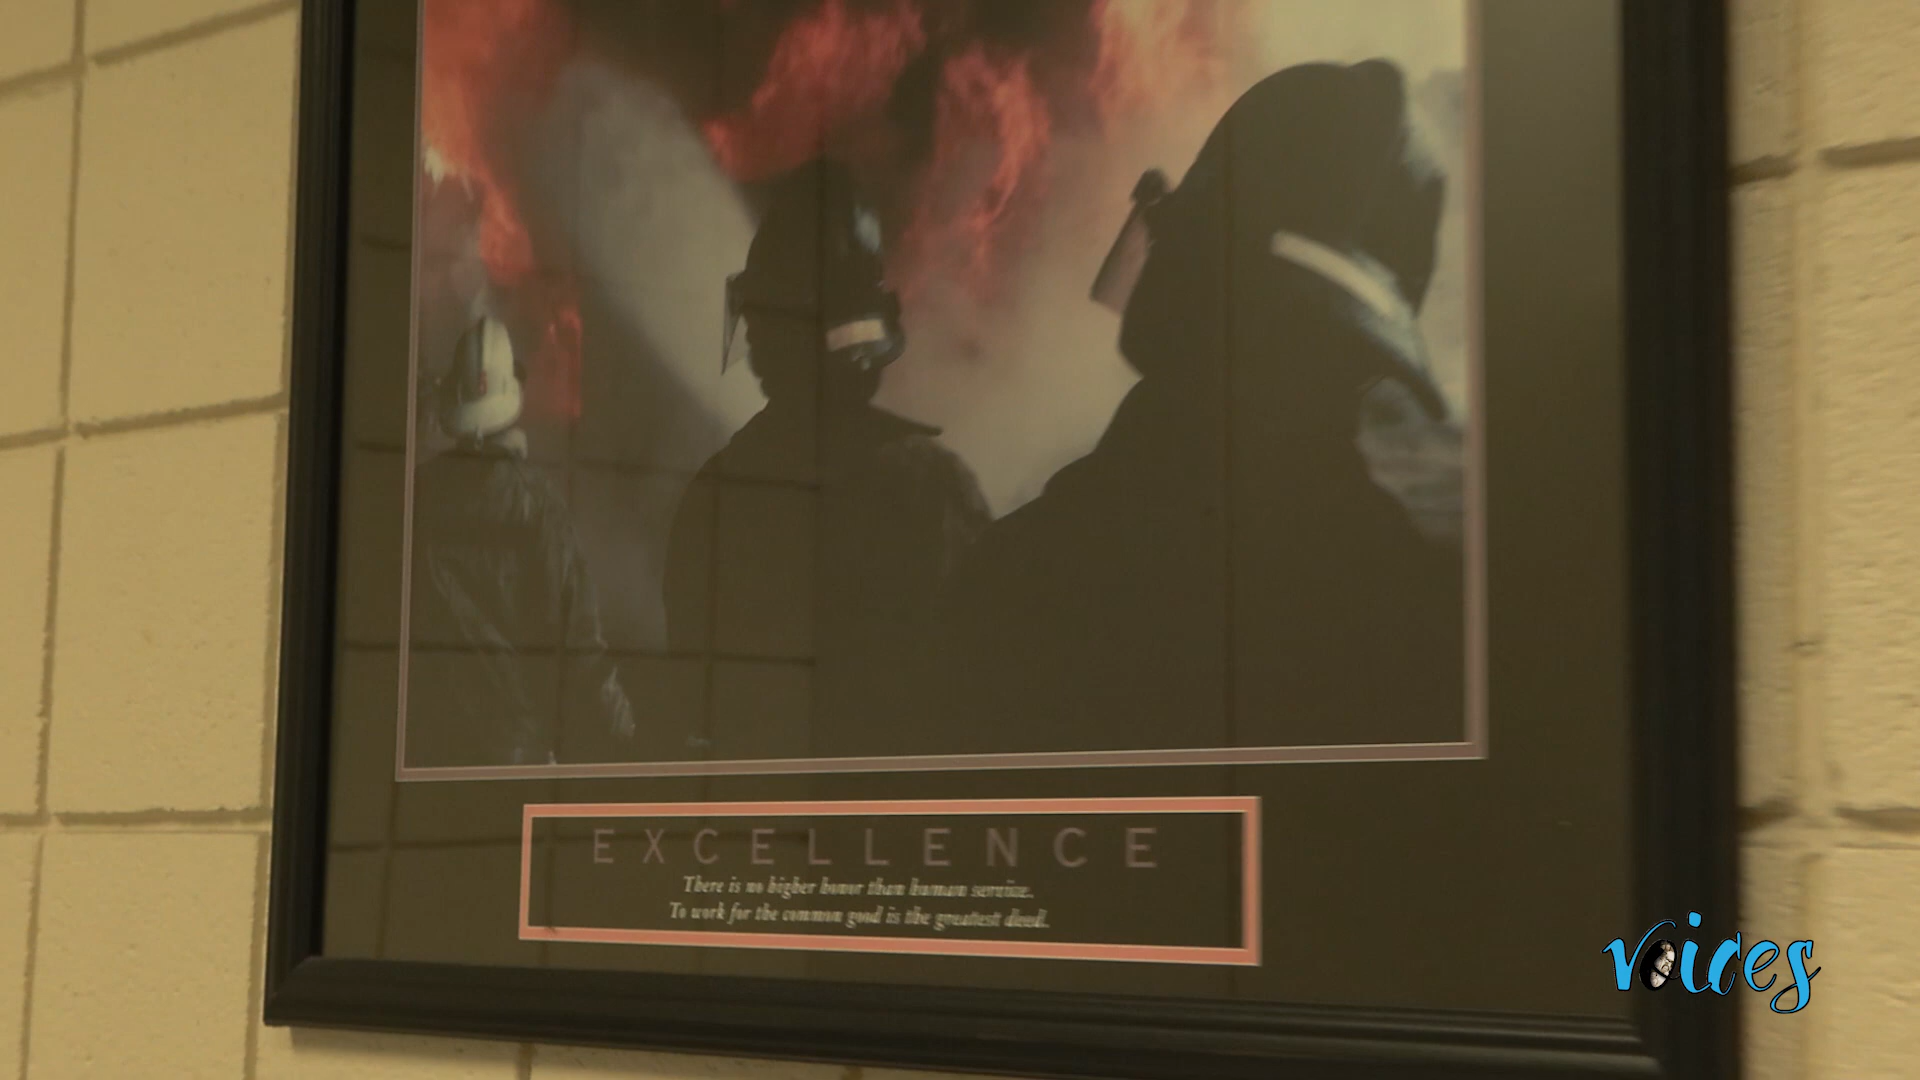 EXCELLENCE
There is no higher honor than human service.
To work for the common good is the greatest deed.
voices